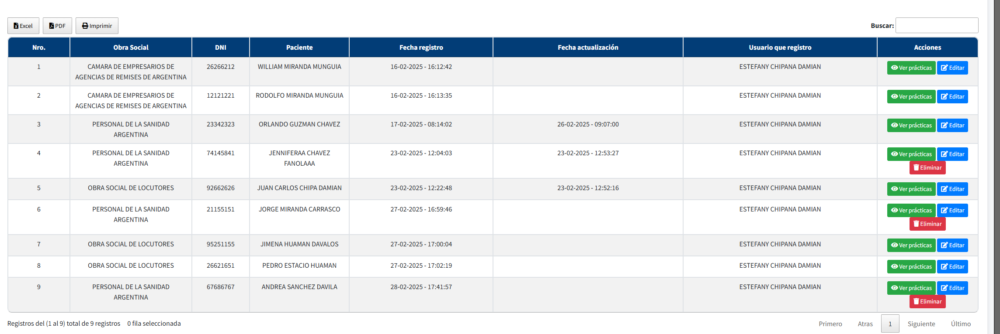 Excel PDF Imprimir Buscar:
Nro. Obra Social DNI Paciente Fecha registro Fecha actualización Usuario que registro Acciones
1 CAMARA DE EMPRESARIOS DE 26266212 WILLIAM MIRANDA MUNGUIA 16-02-2025 - 16:12:42 ESTEFANY CHIPANA DAMIAN Ver prácticas Editar
AGENCIAS DE REMISES DE ARGENTINA
2 CAMARA DE EMPRESARIOS DE 12121221 RODOLFO MIRANDA MUNGUIA 16-02-2025 - 16:13:35 ESTEFANY CHIPANA DAMIAN Ver prácticas Editar
AGENCIAS DE REMISES DE ARGENTINA
3 PERSONAL DE LA SANIDAD 23342323 ORLANDO GUZMAN CHAVEZ 17-02-2025 - 08:14:02 26-02-2025 - 09:07:00 ESTEFANY CHIPANA DAMIAN Ver prácticas Editar
ARGENTINA
4 PERSONAL DE LA SANIDAD 74145841 JENNIFERAA CHAVEZ 23-02-2025 - 12:04:03 23-02-2025 - 12:53:27 ESTEFANY CHIPANA DAMIAN Ver prácticas Editar
ARGENTINA FANOLAAA Eliminar
5 OBRA SOCIAL DE LOCUTORES 92662626 JUAN CARLOS CHIPA DAMIAN 23-02-2025 - 12:22:48 23-02-2025 - 12:52:16 ESTEFANY CHIPANA DAMIAN Ver prácticas Editar
6 PERSONAL DE LA SANIDAD 21155151 JORGE MIRANDA CARRASCO 27-02-2025 - 16:59:46 ESTEFANY CHIPANA DAMIAN Ver prácticas Editar
ARGENTINA Eliminar
7 OBRA SOCIAL DE LOCUTORES 95251155 JIMENA HUAMAN DAVALOS 27-02-2025 - 17:00:04 ESTEFANY CHIPANA DAMIAN Ver prácticas Editar
8 OBRA SOCIAL DE LOCUTORES 26621651 PEDRO ESTACIO HUAMAN 27-02-2025 - 17:02:19 ESTEFANY CHIPANA DAMIAN Ver prácticas Editar
9 PERSONAL DE LA SANIDAD 67686767 ANDREA SANCHEZ DAVILA 28-02-2025 - 17:41:57 ESTEFANY CHIPANA DAMIAN Ver prácticas Editar
ARGENTINA Eliminar
Registros del (1 al 9) total de 9 registros 0 fila seleccionada Primero Atras 1 Siguiente Último